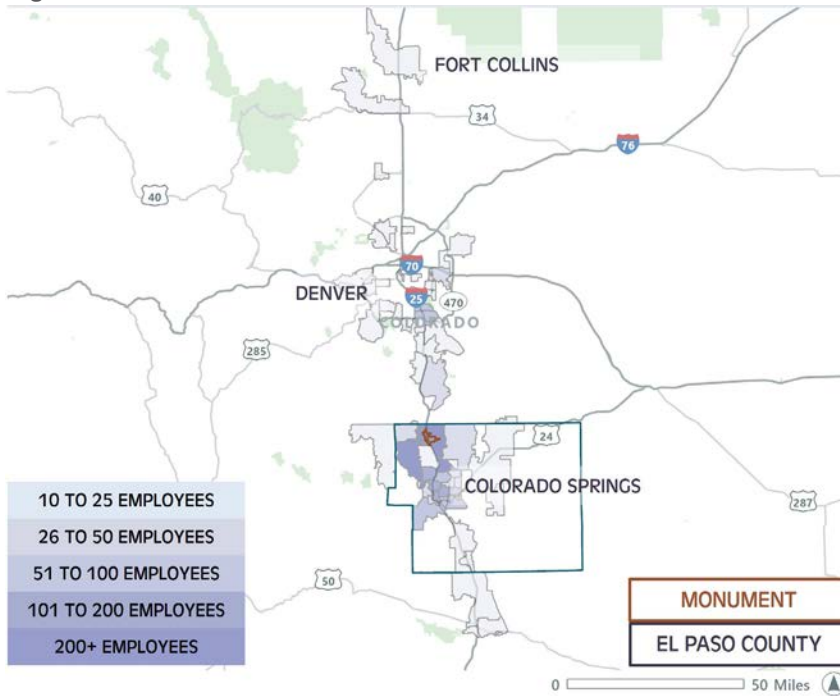 FORT COLLINS
34
76
40
70
DENVER
25
470
COLORADO
285
24
COLORADO SPRINGS
10 TO 25 EMPLOYEES
26 TO 50 EMPLOYEES
51 TO 100 EMPLOYEES
101 TO 200 EMPLOYEES
200+ EMPLOYEES
287
50
MONUMENT
EL PASO COUNTY
0 50 Miles